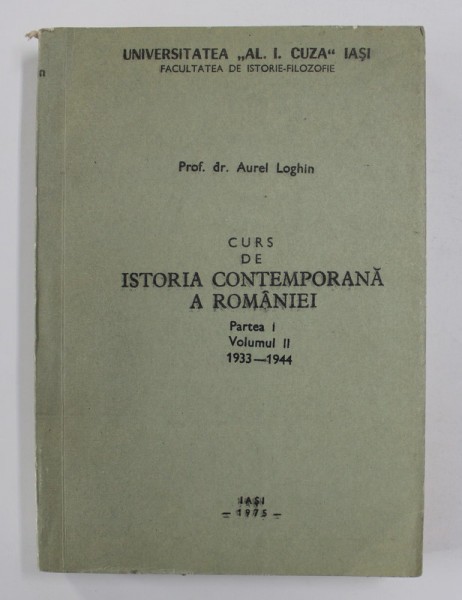 UNIVERSITATEA „AL. I. CUZA“ IAȘI
FACULTATEA DE ISTORIE-FILOZOFIE
Prof. dr. Aurel Loghin
CURS
DE
ISTORIA CONTEMPORANĂ
A ROMÂNIEI
Partea I
Volumul II
1933—1944
IAȘI
— 1975 —